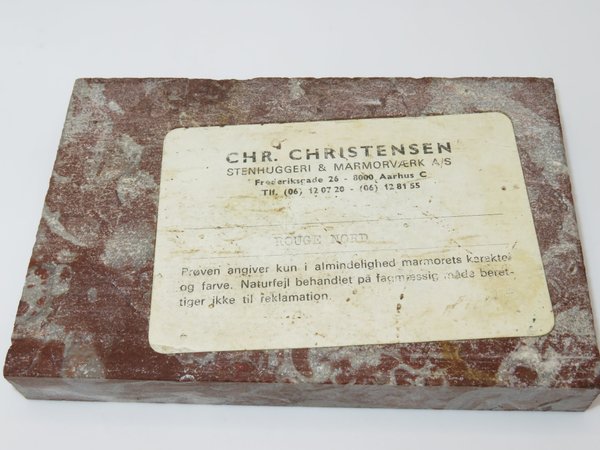 CHR. CHRISTENSEN
STENHUGGERI & MARMORVÆRK A/S
Frederiksgade 26 - 8000 Aarhus C
Tlf. (06) 12 07 20 - (06) 12 81 55
ROUGE NORD
Prøven angiver kun i almindelighed marmorets karakter
og farve. Naturfejl behandlet på fagmæssig måde beret-
tiger ikke til reklamation.